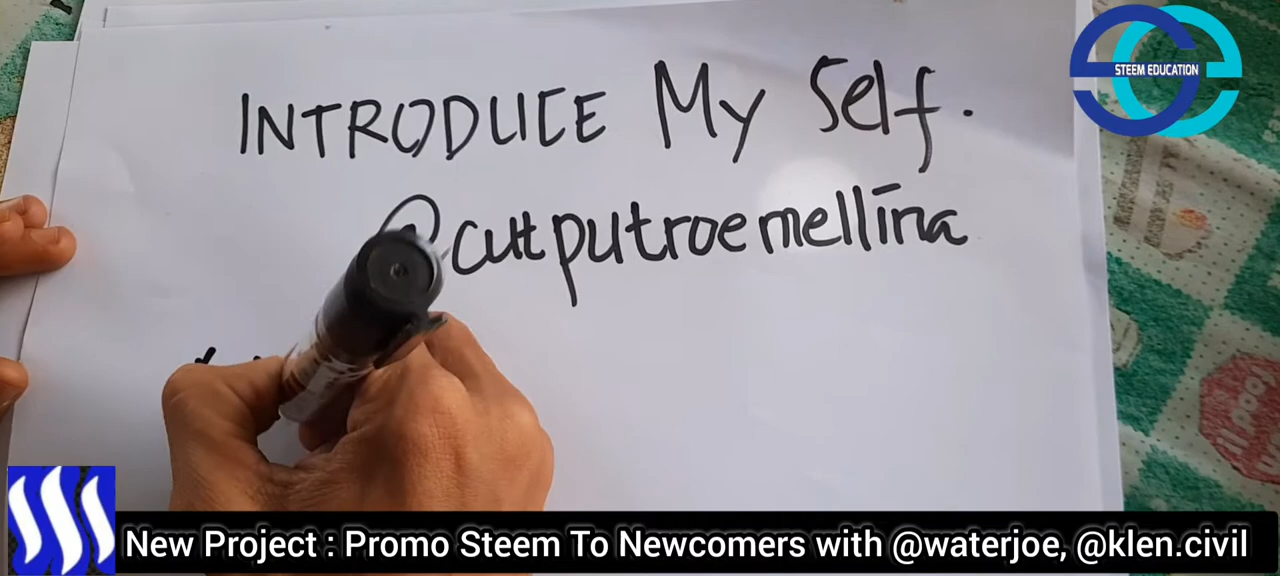 STEEM EDUCATION
INTRODUCE My Self.
@cutputroemellina
New Project : Promo Steem To Newcomers with @waterjoe, @klen.civil